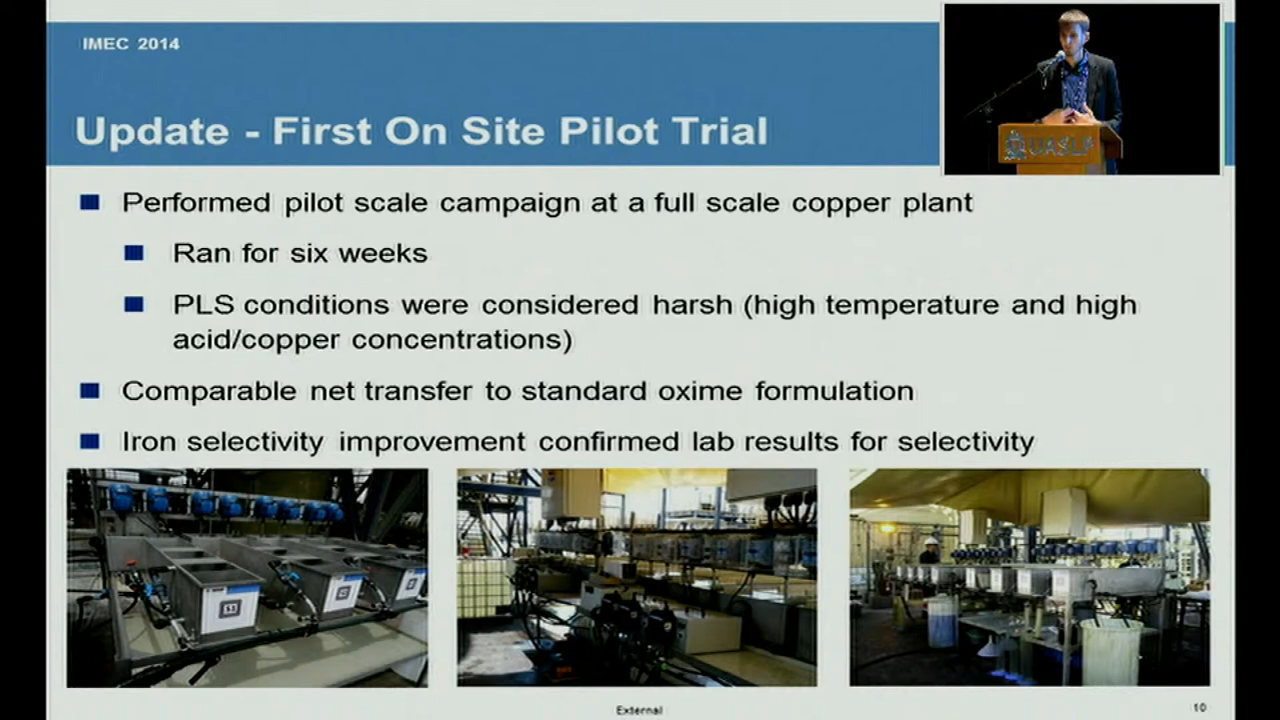 IMEC 2014
Update - First On Site Pilot Trial
UASLP
Performed pilot scale campaign at a full scale copper plant
Ran for six weeks
PLS conditions were considered harsh (high temperature and high
acid/copper concentrations)
Comparable net transfer to standard oxime formulation
Iron selectivity improvement confirmed lab results for selectivity
External
10